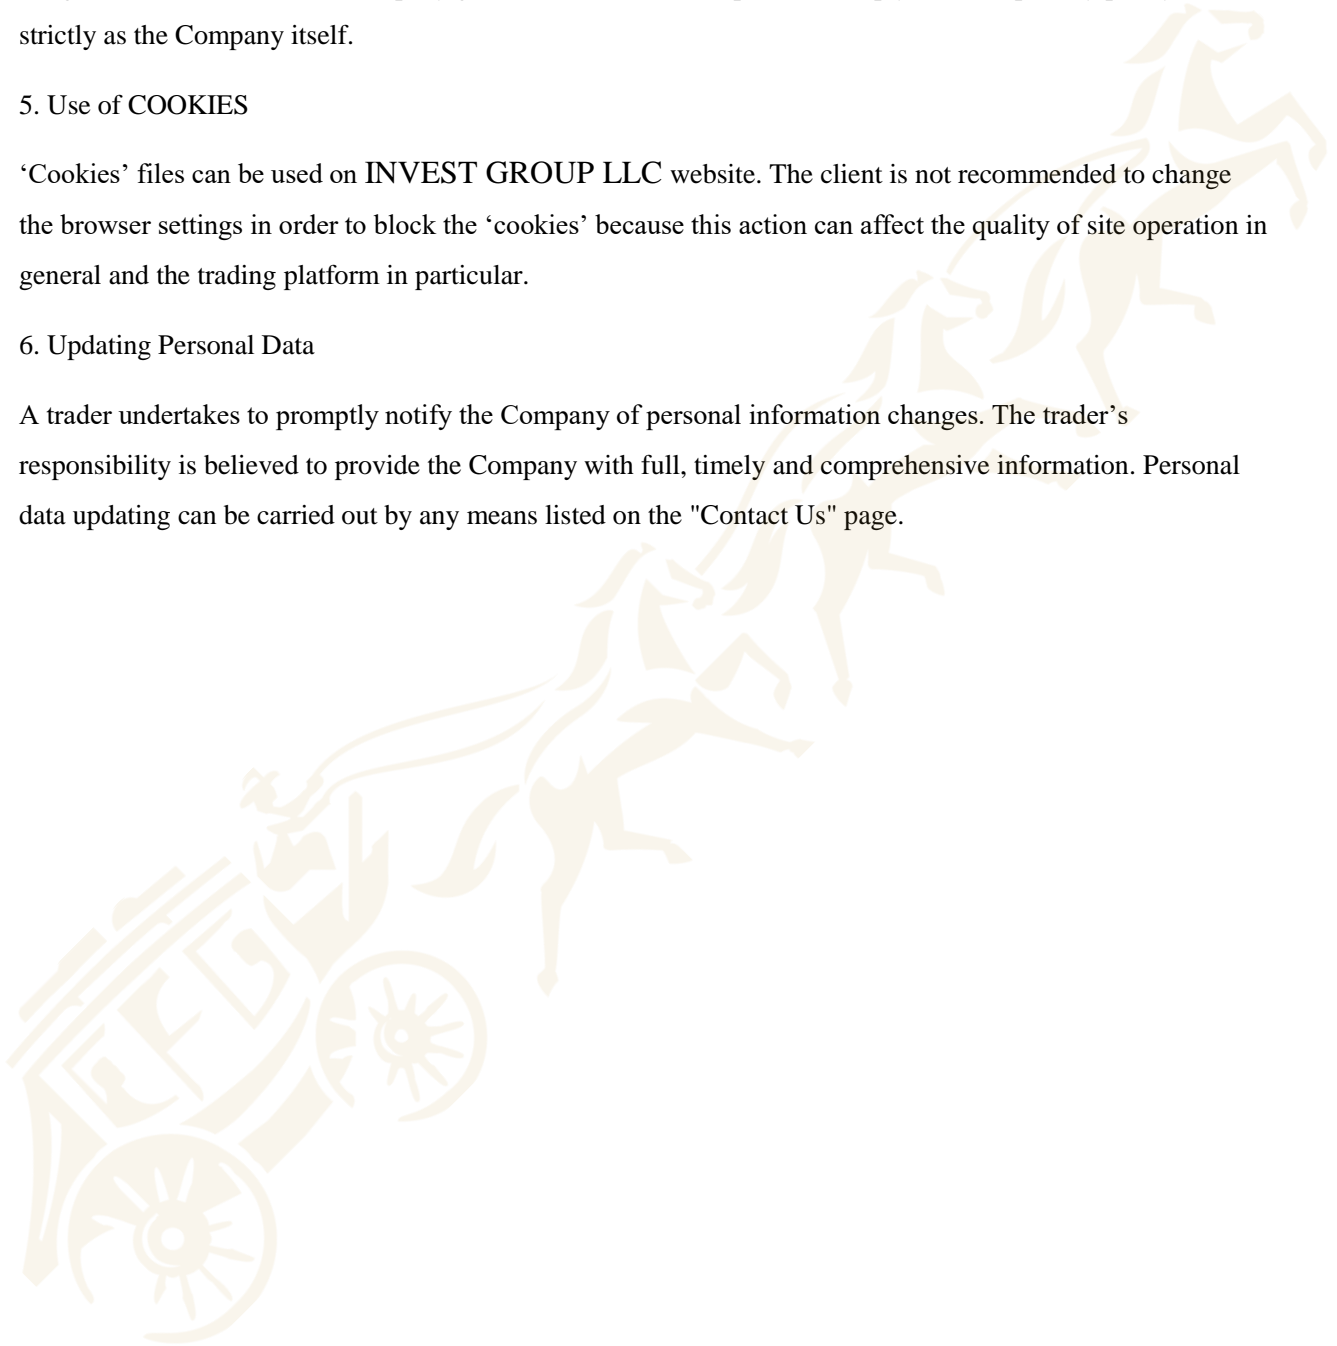 strictly as the Company itself.
5. Use of COOKIES
‘Cookies’ files can be used on INVEST GROUP LLC website. The client is not recommended to change
the browser settings in order to block the ‘cookies’ because this action can affect the quality of site operation in
general and the trading platform in particular.
6. Updating Personal Data
A trader undertakes to promptly notify the Company of personal information changes. The trader’s
responsibility is believed to provide the Company with full, timely and comprehensive information. Personal
data updating can be carried out by any means listed on the "Contact Us" page.